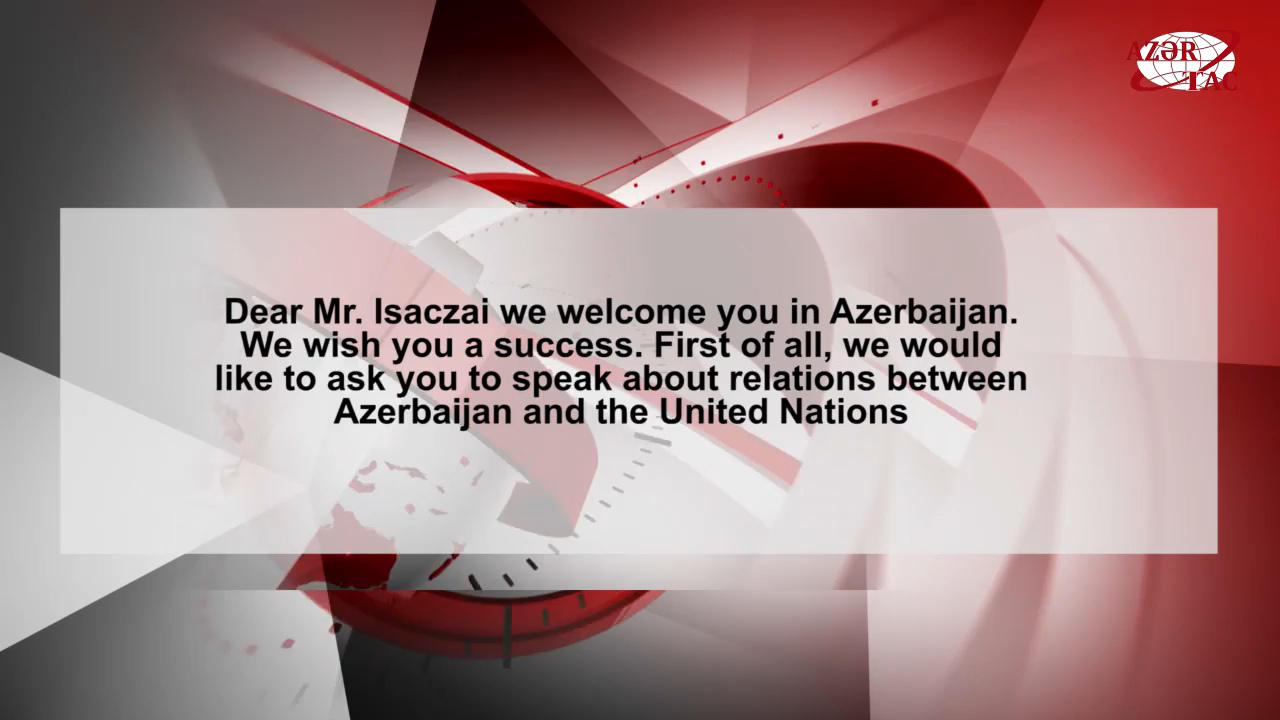 AZƏR
TAC
Dear Mr. Isaczai we welcome you in Azerbaijan.
We wish you a success. First of all, we would
like to ask you to speak about relations between
Azerbaijan and the United Nations